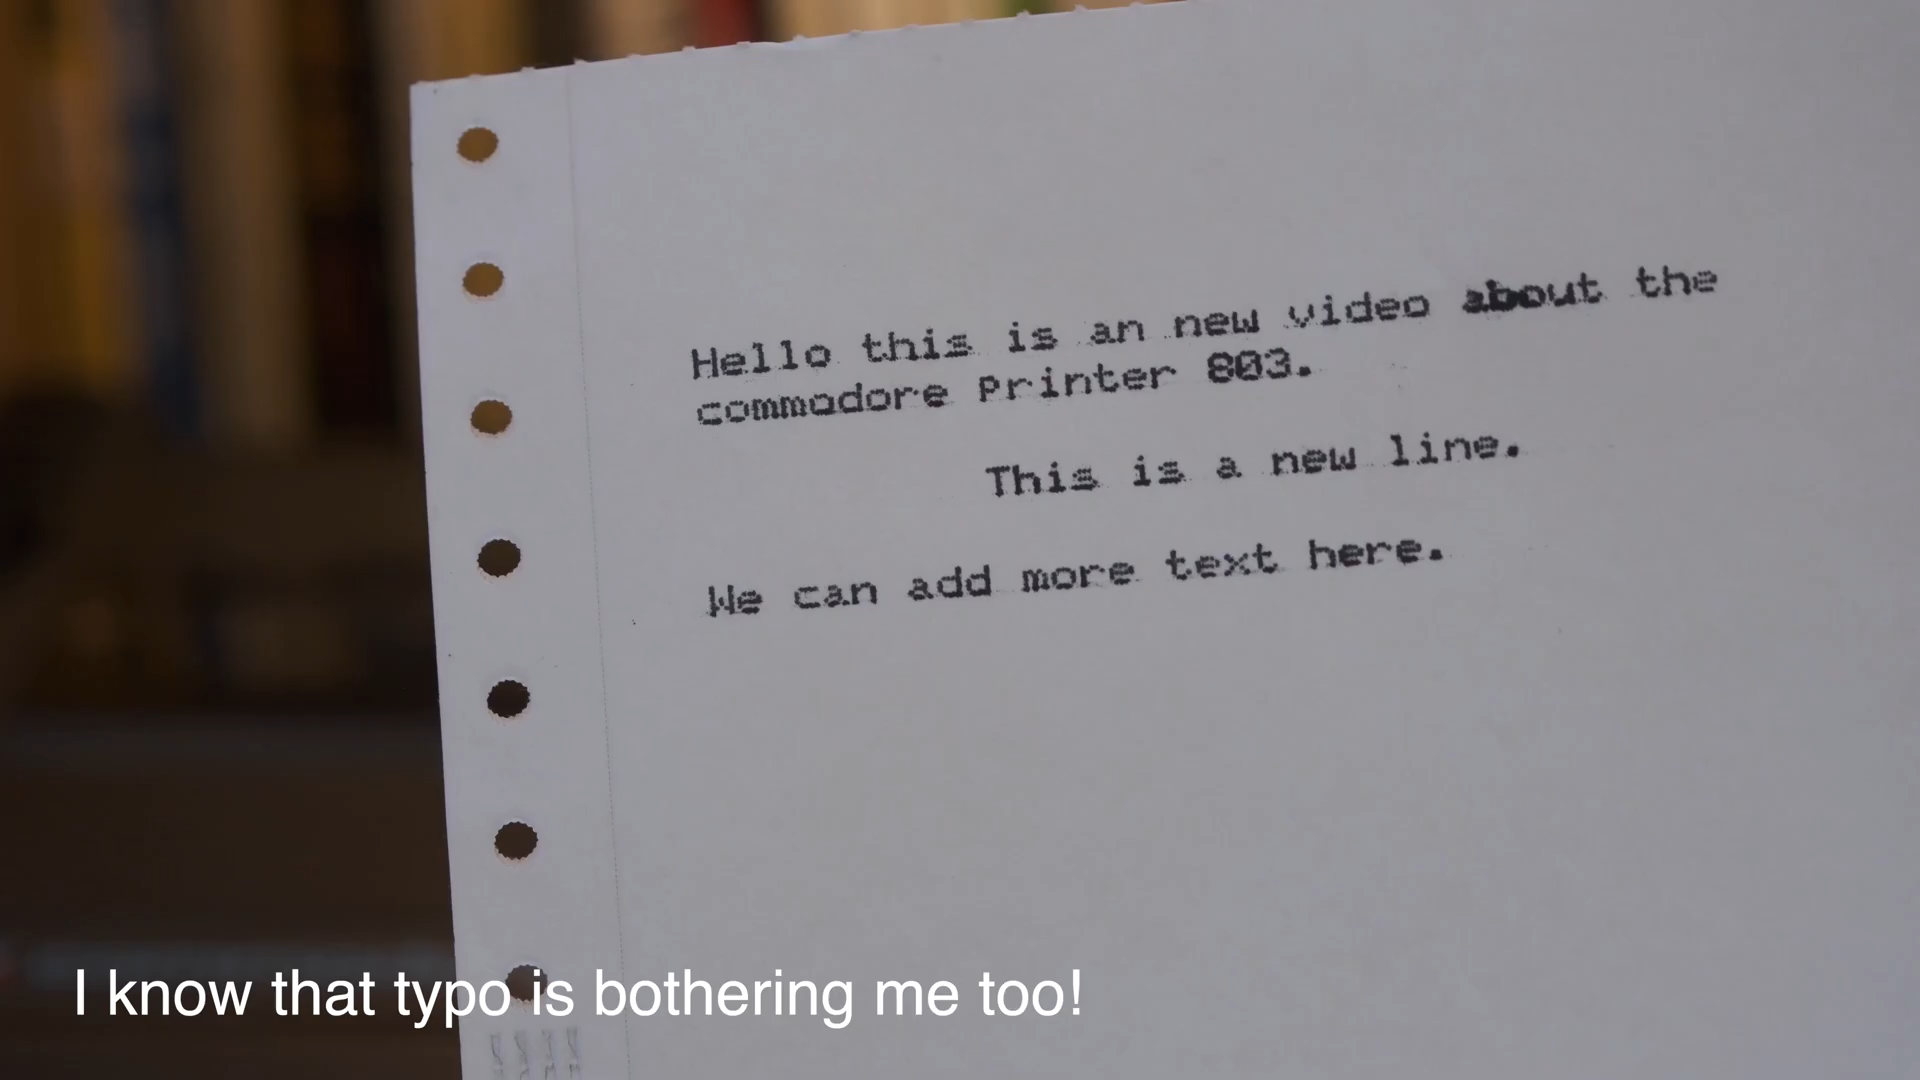 Hello this is an new video about the
commodore Printer 803.
This is a new line.
We can add more text here.
I know that typo is bothering me too!